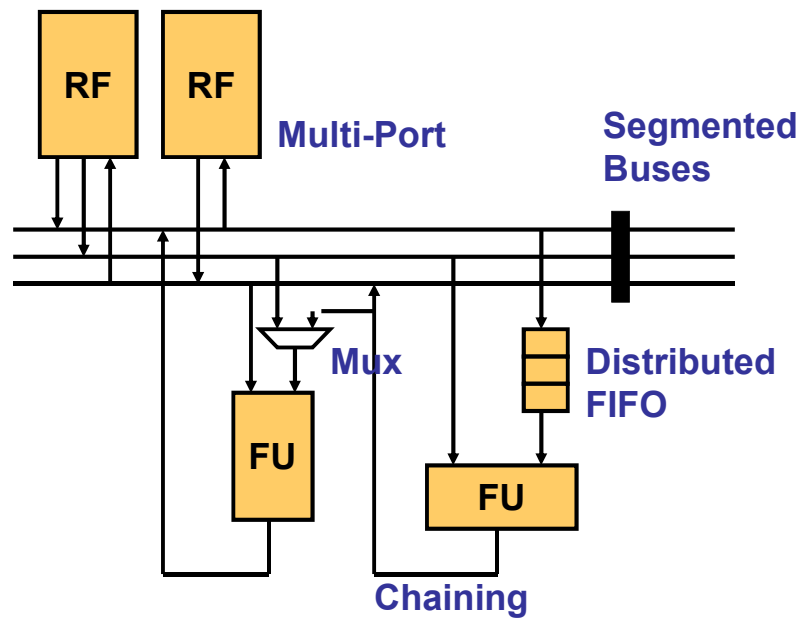 RF
RF
Multi-Port
Segmented
Buses
Mux
Distributed
FIFO
FU
FU
Chaining